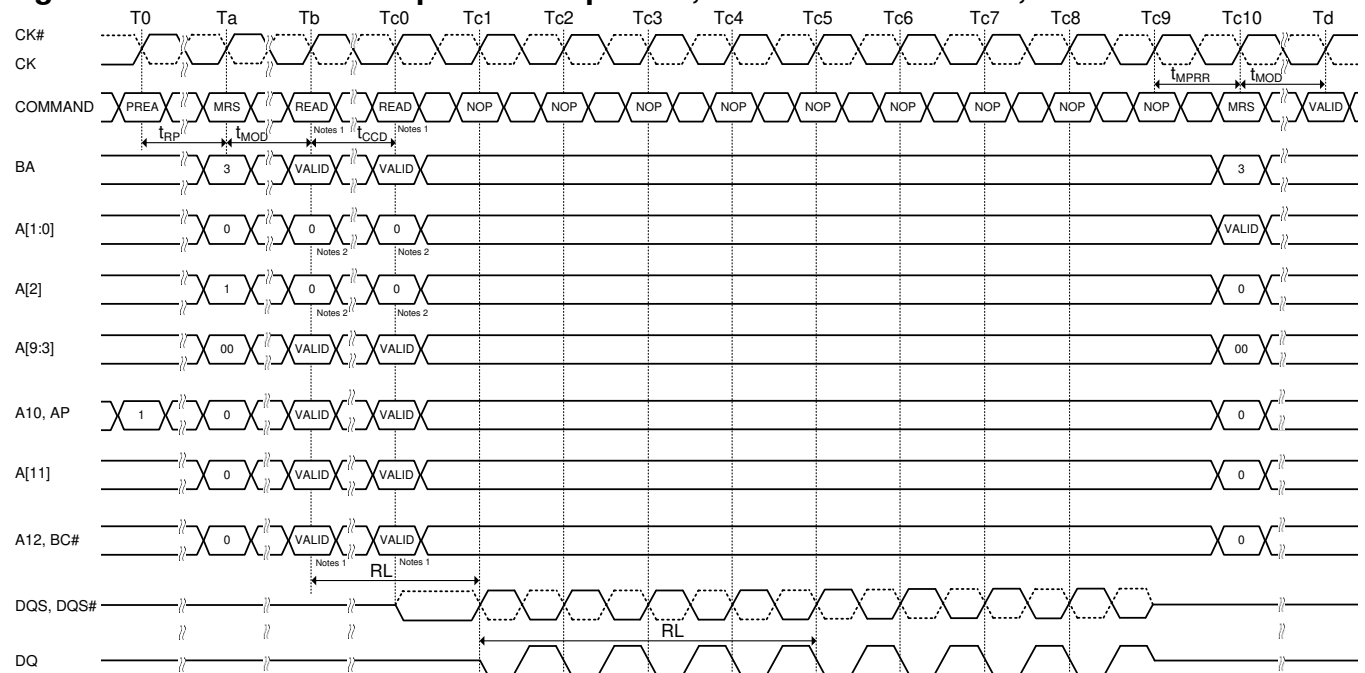 T0 Ta Tb Tc0 Tc1 Tc2 Tc3 Tc4 Tc5 Tc6 Tc7 Tc8 Tc9 Tc10 Td
CK#
CK
tMPRR tMOD
COMMAND PREA MRS READ READ NOP NOP NOP NOP NOP NOP NOP NOP NOP MRS VALID
Notes 1 Notes 1
tRP tMOD tCCD
BA 3 VALID VALID 3
A[1:0] 0 0 0 VALID
Notes 2 Notes 2
A[2] 1 0 0 0
Notes 2 Notes 2
A[9:3] 00 VALID VALID 00
A10, AP 1 0 VALID VALID 0
A[11] 0 VALID VALID 0
A12, BC# 0 VALID VALID 0
Notes 1 Notes 1
RL
DQS, DQS#
RL
DQ